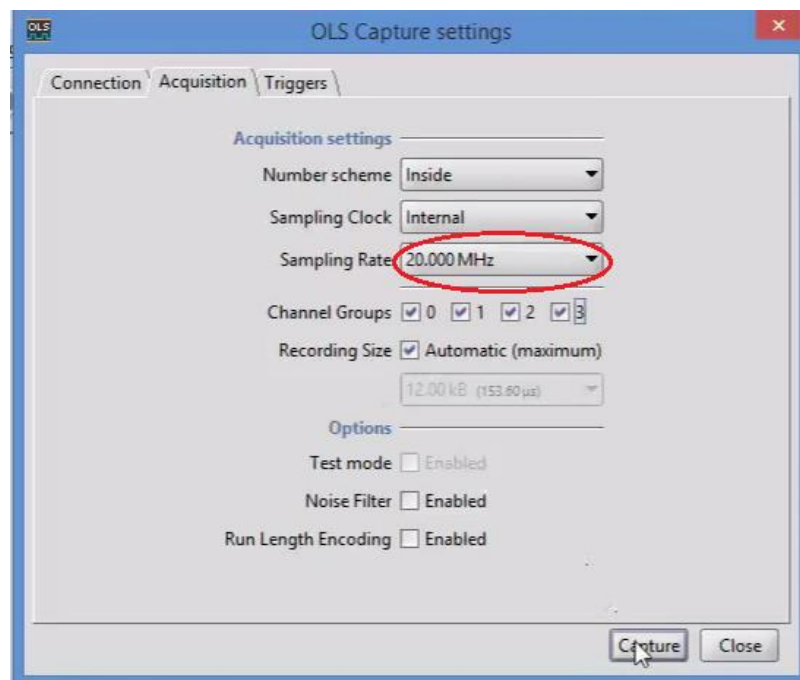 OLS
OLS Capture settings
Connection Acquisition Triggers
Acquisition settings
Number scheme Inside
Sampling Clock Internal
Sampling Rate 20.000 MHz
Channel Groups 0 1 2 3
Recording Size Automatic (maximum)
12.00 kB (153.60 µs)
Options
Test mode Enabled
Noise Filter Enabled
Run Length Encoding Enabled
Capture Close